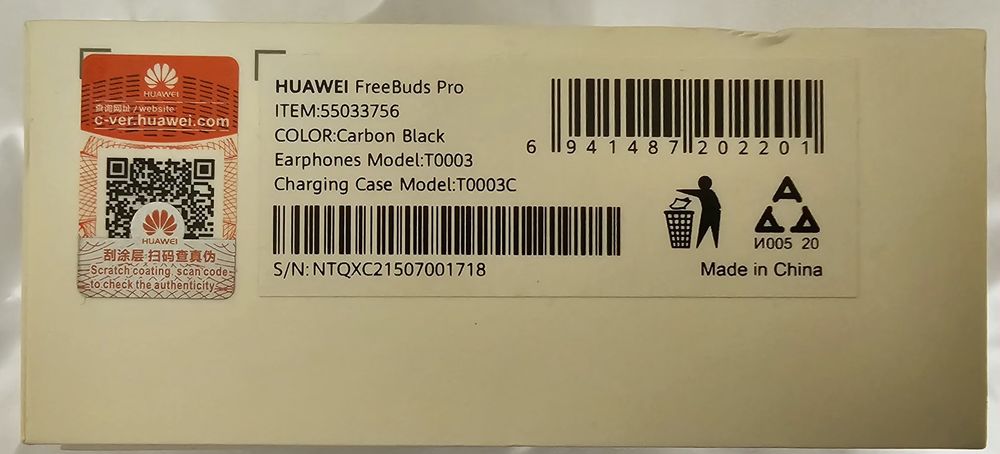 HUAWEI
查询网址 / website
c-ver.huawei.com
HUAWEI
刮涂层 扫码查真伪
Scratch coating scan code
to check the authenticity
HUAWEI FreeBuds Pro
ITEM:55033756
COLOR:Carbon Black
Earphones Model:T0003
Charging Case Model:T0003C
S/N:NTQXC21507001718
6 941487 202201
И005 20
Made in China